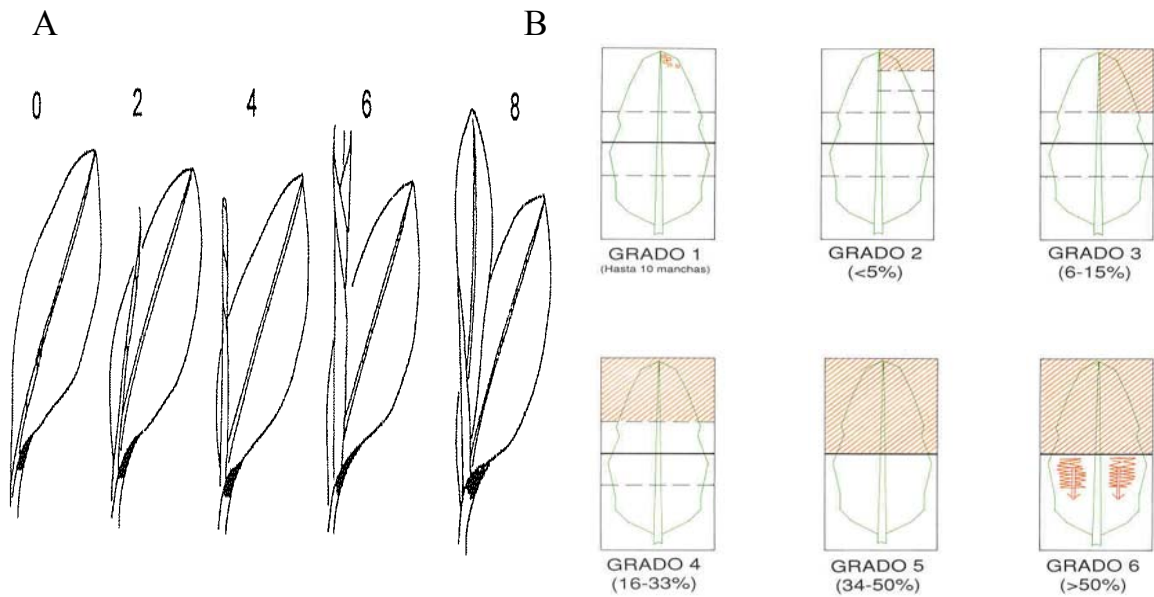 A
B
0 2 4 6 8
GRADO 1
(Hasta 10 manchas)
GRADO 2
(<5%)
GRADO 3
(6-15%)
GRADO 4
(16-33%)
GRADO 5
(34-50%)
GRADO 6
(>50%)